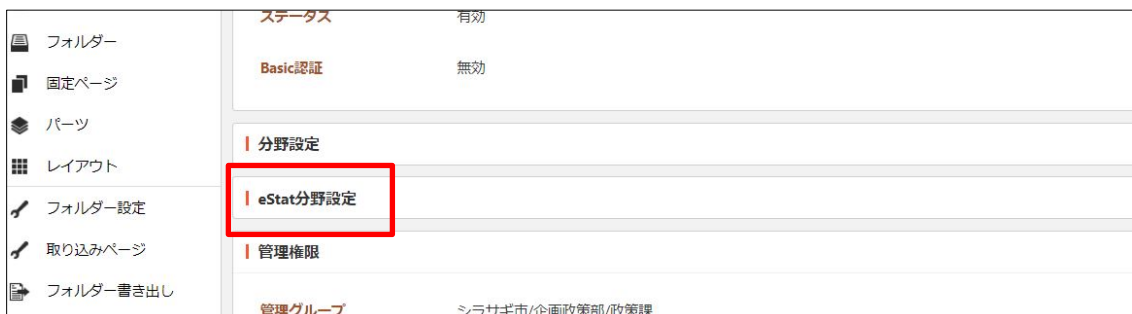 フォルダー
固定ページ
パーツ
レイアウト
フォルダー設定
取り込みページ
フォルダー書き出し
ステータス 有効
Basic認証 無効
分野設定
eStat分野設定
管理権限
管理グループ シラサギ市/企画政策部/政策課